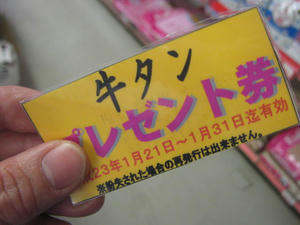 牛タン
プレゼント券
23年1月21日〜1月31日迄有効
※紛失された場合の再発行は出来ません。